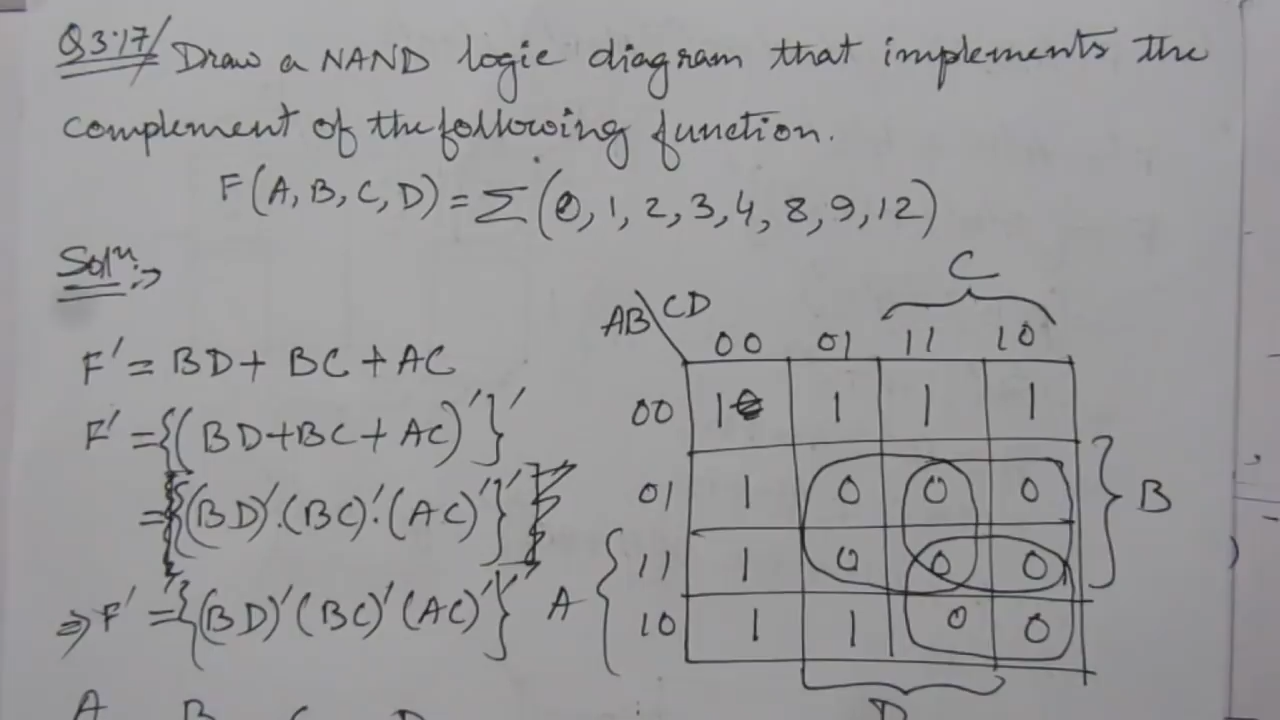 Q3.17/ Draw a NAND logic diagram that implements the
complement of the following function.
F(A, B, C, D) = Σ(0, 1, 2, 3, 4, 8, 9, 12)
Solⁿ:→
F' = BD + BC + AC
F' = {(BD+BC+AC)'}'
= {(BD)'.(BC)'.(AC)'}'
⇒ F' = {(BD)'(BC)'(AC)'}'
C
AB\CD
00 01 11 10
00 1 1 1 1
01 1 0 0 0
B
11 1 0 0 0
A
10 1 1 0 0
D
A B C D